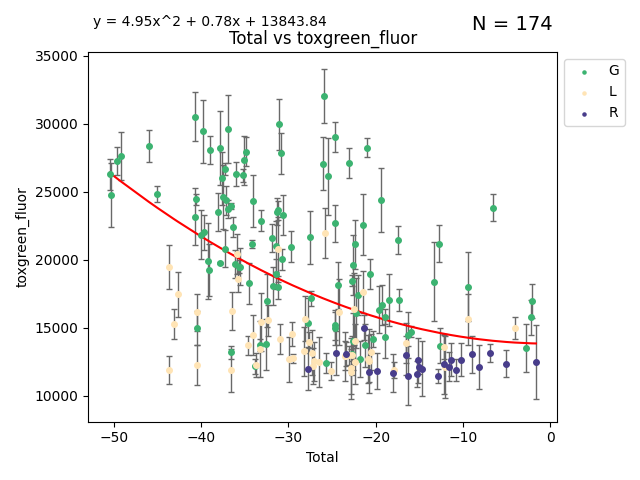 y = 4.95x^2 + 0.78x + 13843.84
N = 174
Total vs toxgreen_fluor
35000
30000
25000
20000
15000
10000
toxgreen_fluor
−50
−40
−30
−20
−10
0
Total
G
L
R